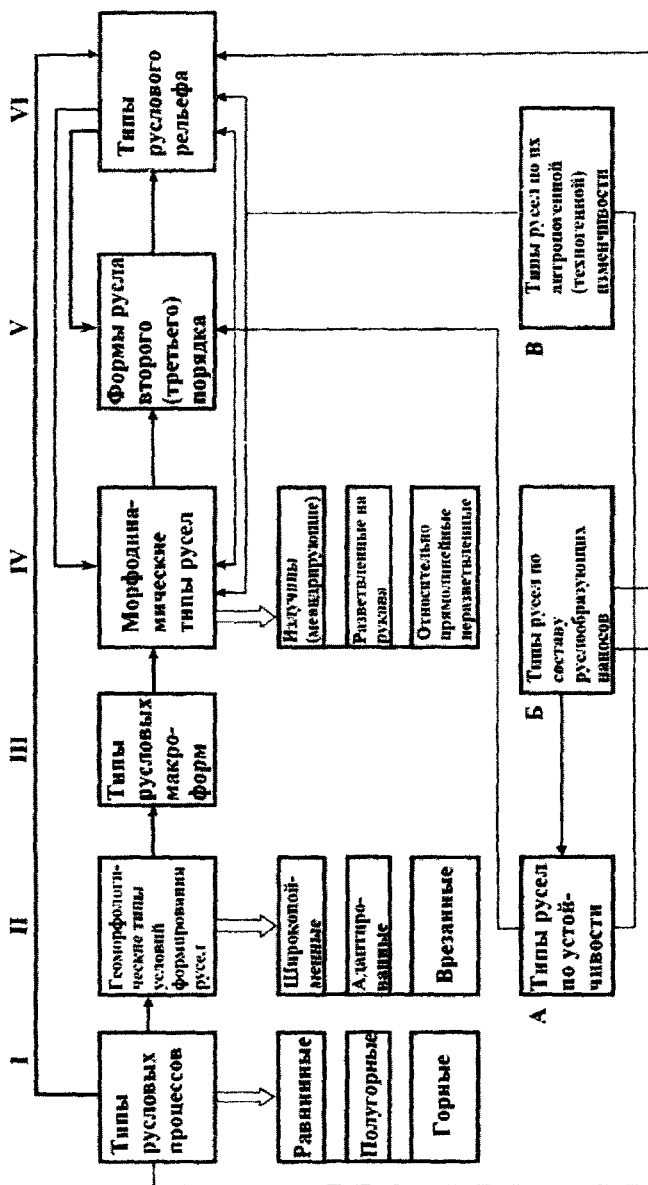 I
II
III
IV
V
VI
Типы
русловых
процессов
Геоморфологи-
ческие типы
условий
формирования
русел
Типы
русловых
макро-
форм
Морфодина-
мические
типы русел
Формы русла
второго
(третьего)
порядка
Типы
руслового
рельефа
Равнинные
Полугорные
Горные
Широкопой-
менные
Адаптиро-
ванные
Врезанные
Излучины
(меандрирующие)
Разветвленные на
рукава
Относительно
прямолинейные
неразветвленные
А
Типы русел
по устой-
чивости
Б
Типы русел по
составу
руслообразующих
наносов
В
Типы русел по их
антропогенной
(техногенной)
изменчивости